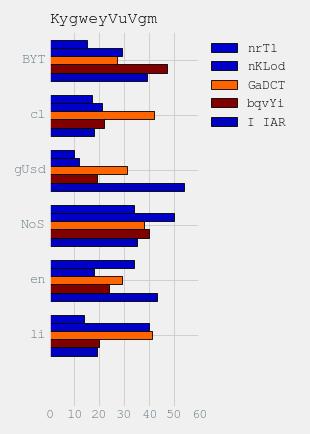 KygweyVuVgm
BYT
cl
gUsd
NoS
en
li
0 10 20 30 40 50 60
nrTl
nKLod
GaDCT
bqvYi
I IAR